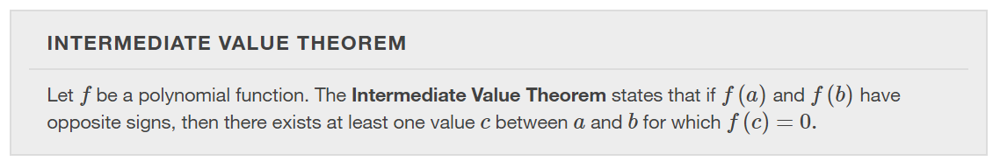 INTERMEDIATE VALUE THEOREM
Let f be a polynomial function. The Intermediate Value Theorem states that if f (a) and f (b) have
opposite signs, then there exists at least one value c between a and b for which f (c) = 0.